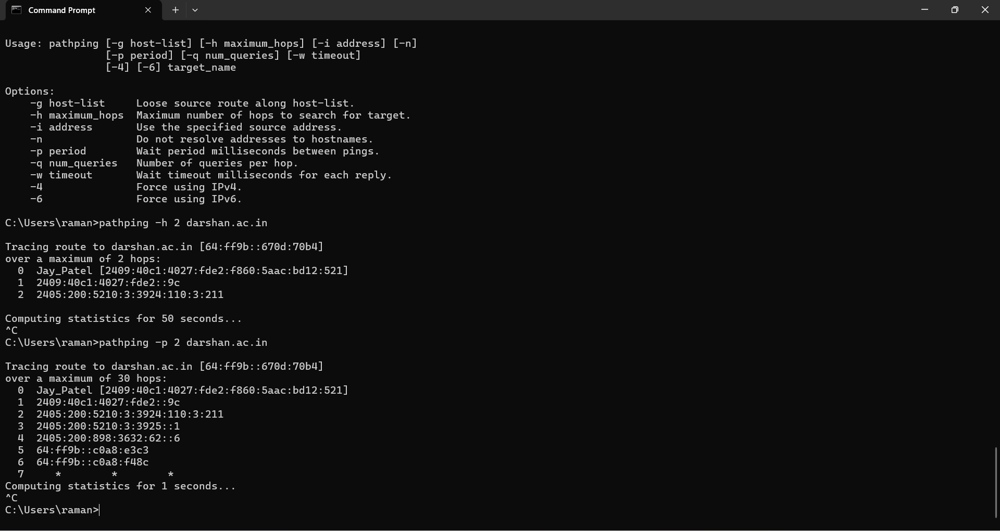 Command Prompt
Usage: pathping [-g host-list] [-h maximum_hops] [-i address] [-n]
                [-p period] [-q num_queries] [-w timeout]
                [-4] [-6] target_name
Options:
    -g host-list     Loose source route along host-list.
    -h maximum_hops  Maximum number of hops to search for target.
    -i address       Use the specified source address.
    -n               Do not resolve addresses to hostnames.
    -p period        Wait period milliseconds between pings.
    -q num_queries   Number of queries per hop.
    -w timeout       Wait timeout milliseconds for each reply.
    -4               Force using IPv4.
    -6               Force using IPv6.
C:\Users\raman>pathping -h 2 darshan.ac.in
Tracing route to darshan.ac.in [64:ff9b::670d:70b4]
over a maximum of 2 hops:
  0  Jay_Patel [2409:40c1:4027:fde2:f860:5aac:bd12:521]
  1  2409:40c1:4027:fde2::9c
  2  2405:200:5210:3:3924:110:3:211
Computing statistics for 50 seconds...
^C
C:\Users\raman>pathping -p 2 darshan.ac.in
Tracing route to darshan.ac.in [64:ff9b::670d:70b4]
over a maximum of 30 hops:
  0  Jay_Patel [2409:40c1:4027:fde2:f860:5aac:bd12:521]
  1  2409:40c1:4027:fde2::9c
  2  2405:200:5210:3:3924:110:3:211
  3  2405:200:5210:3:3925::1
  4  2405:200:898:3632:62::6
  5  64:ff9b::c0a8:e3c3
  6  64:ff9b::c0a8:f48c
  7     *        *        *
Computing statistics for 1 seconds...
^C
C:\Users\raman>